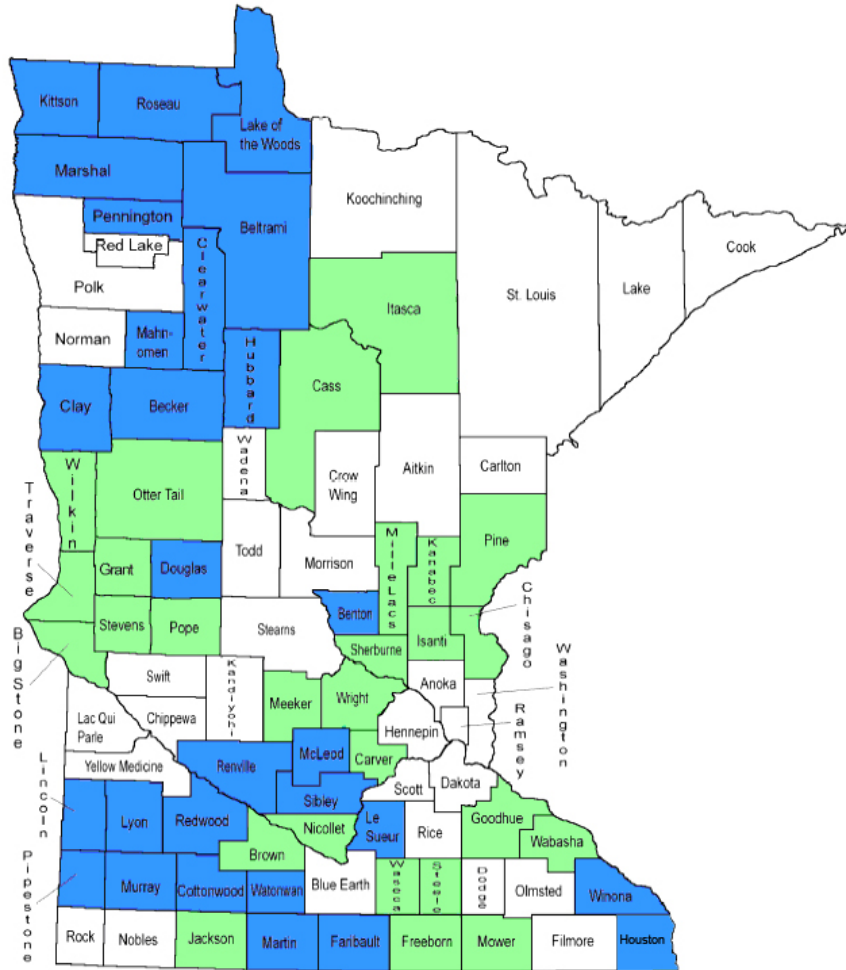 Kittson
Roseau
Lake of
the Woods
Marshal
Koochinching
Pennington
Beltrami
Red Lake
Clearwater
Cook
Polk
St. Louis
Lake
Itasca
Norman
Mahn-
omen
Hubbard
Cass
Clay
Becker
Wadena
Aitkin
Carlton
Crow
Wing
Wilkin
Otter Tail
Traverse
Todd
Morrison
Mille Lacs
Kanabec
Pine
Grant
Douglas
Chisago
Benton
Stevens
Pope
Stearns
Isanti
Big Stone
Sherburne
Washington
Swift
Kandiyohi
Anoka
Meeker
Wright
Ramsey
Lac Qui
Parle
Chippewa
Hennepin
Yellow Medicine
Renville
McLeod
Carver
Lincoln
Scott
Dakota
Sibley
Lyon
Redwood
Nicollet
Le
Sueur
Rice
Goodhue
Wabasha
Brown
Pipestone
Murray
Cottonwood
Watonwan
Blue Earth
Waseca
Steele
Dodge
Olmsted
Winona
Rock
Nobles
Jackson
Martin
Faribault
Freeborn
Mower
Filmore
Houston